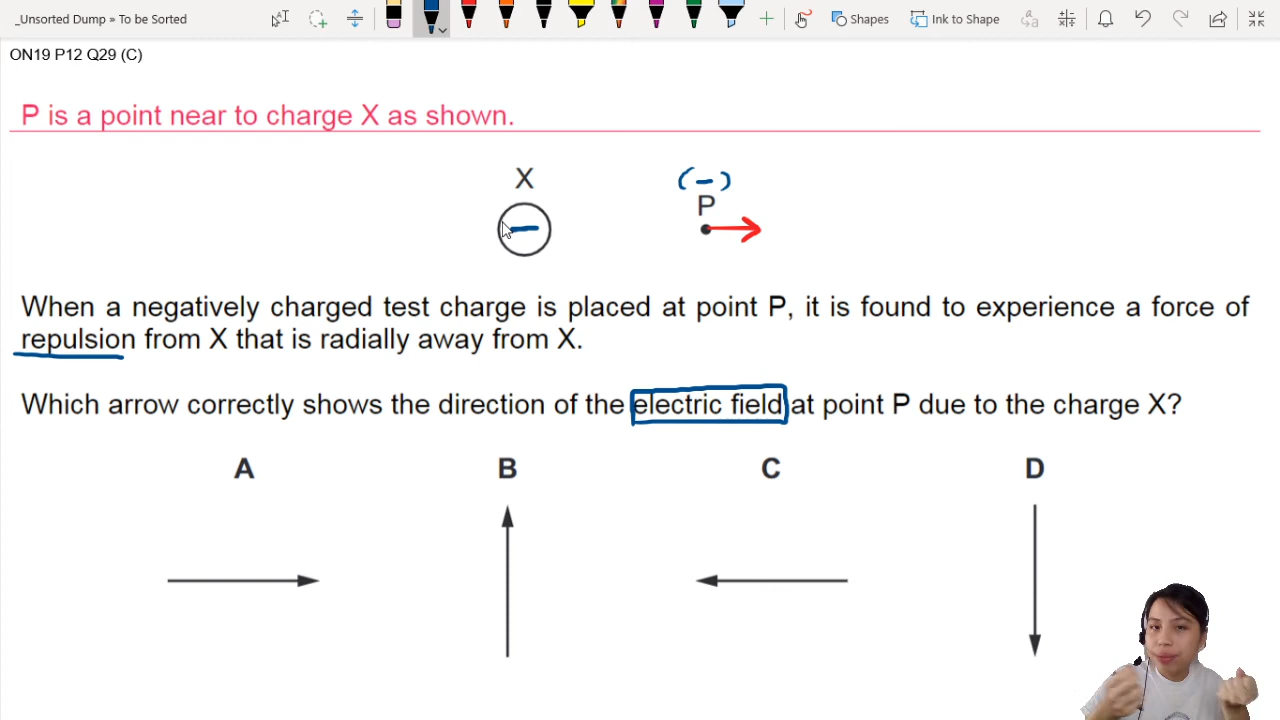 _Unsorted Dump » To be Sorted
Shapes
Ink to Shape
ON19 P12 Q29 (C)
P is a point near to charge X as shown.
X
(-)
P
-
When a negatively charged test charge is placed at point P, it is found to experience a force of
repulsion from X that is radially away from X.
Which arrow correctly shows the direction of the electric field at point P due to the charge X?
A B C D